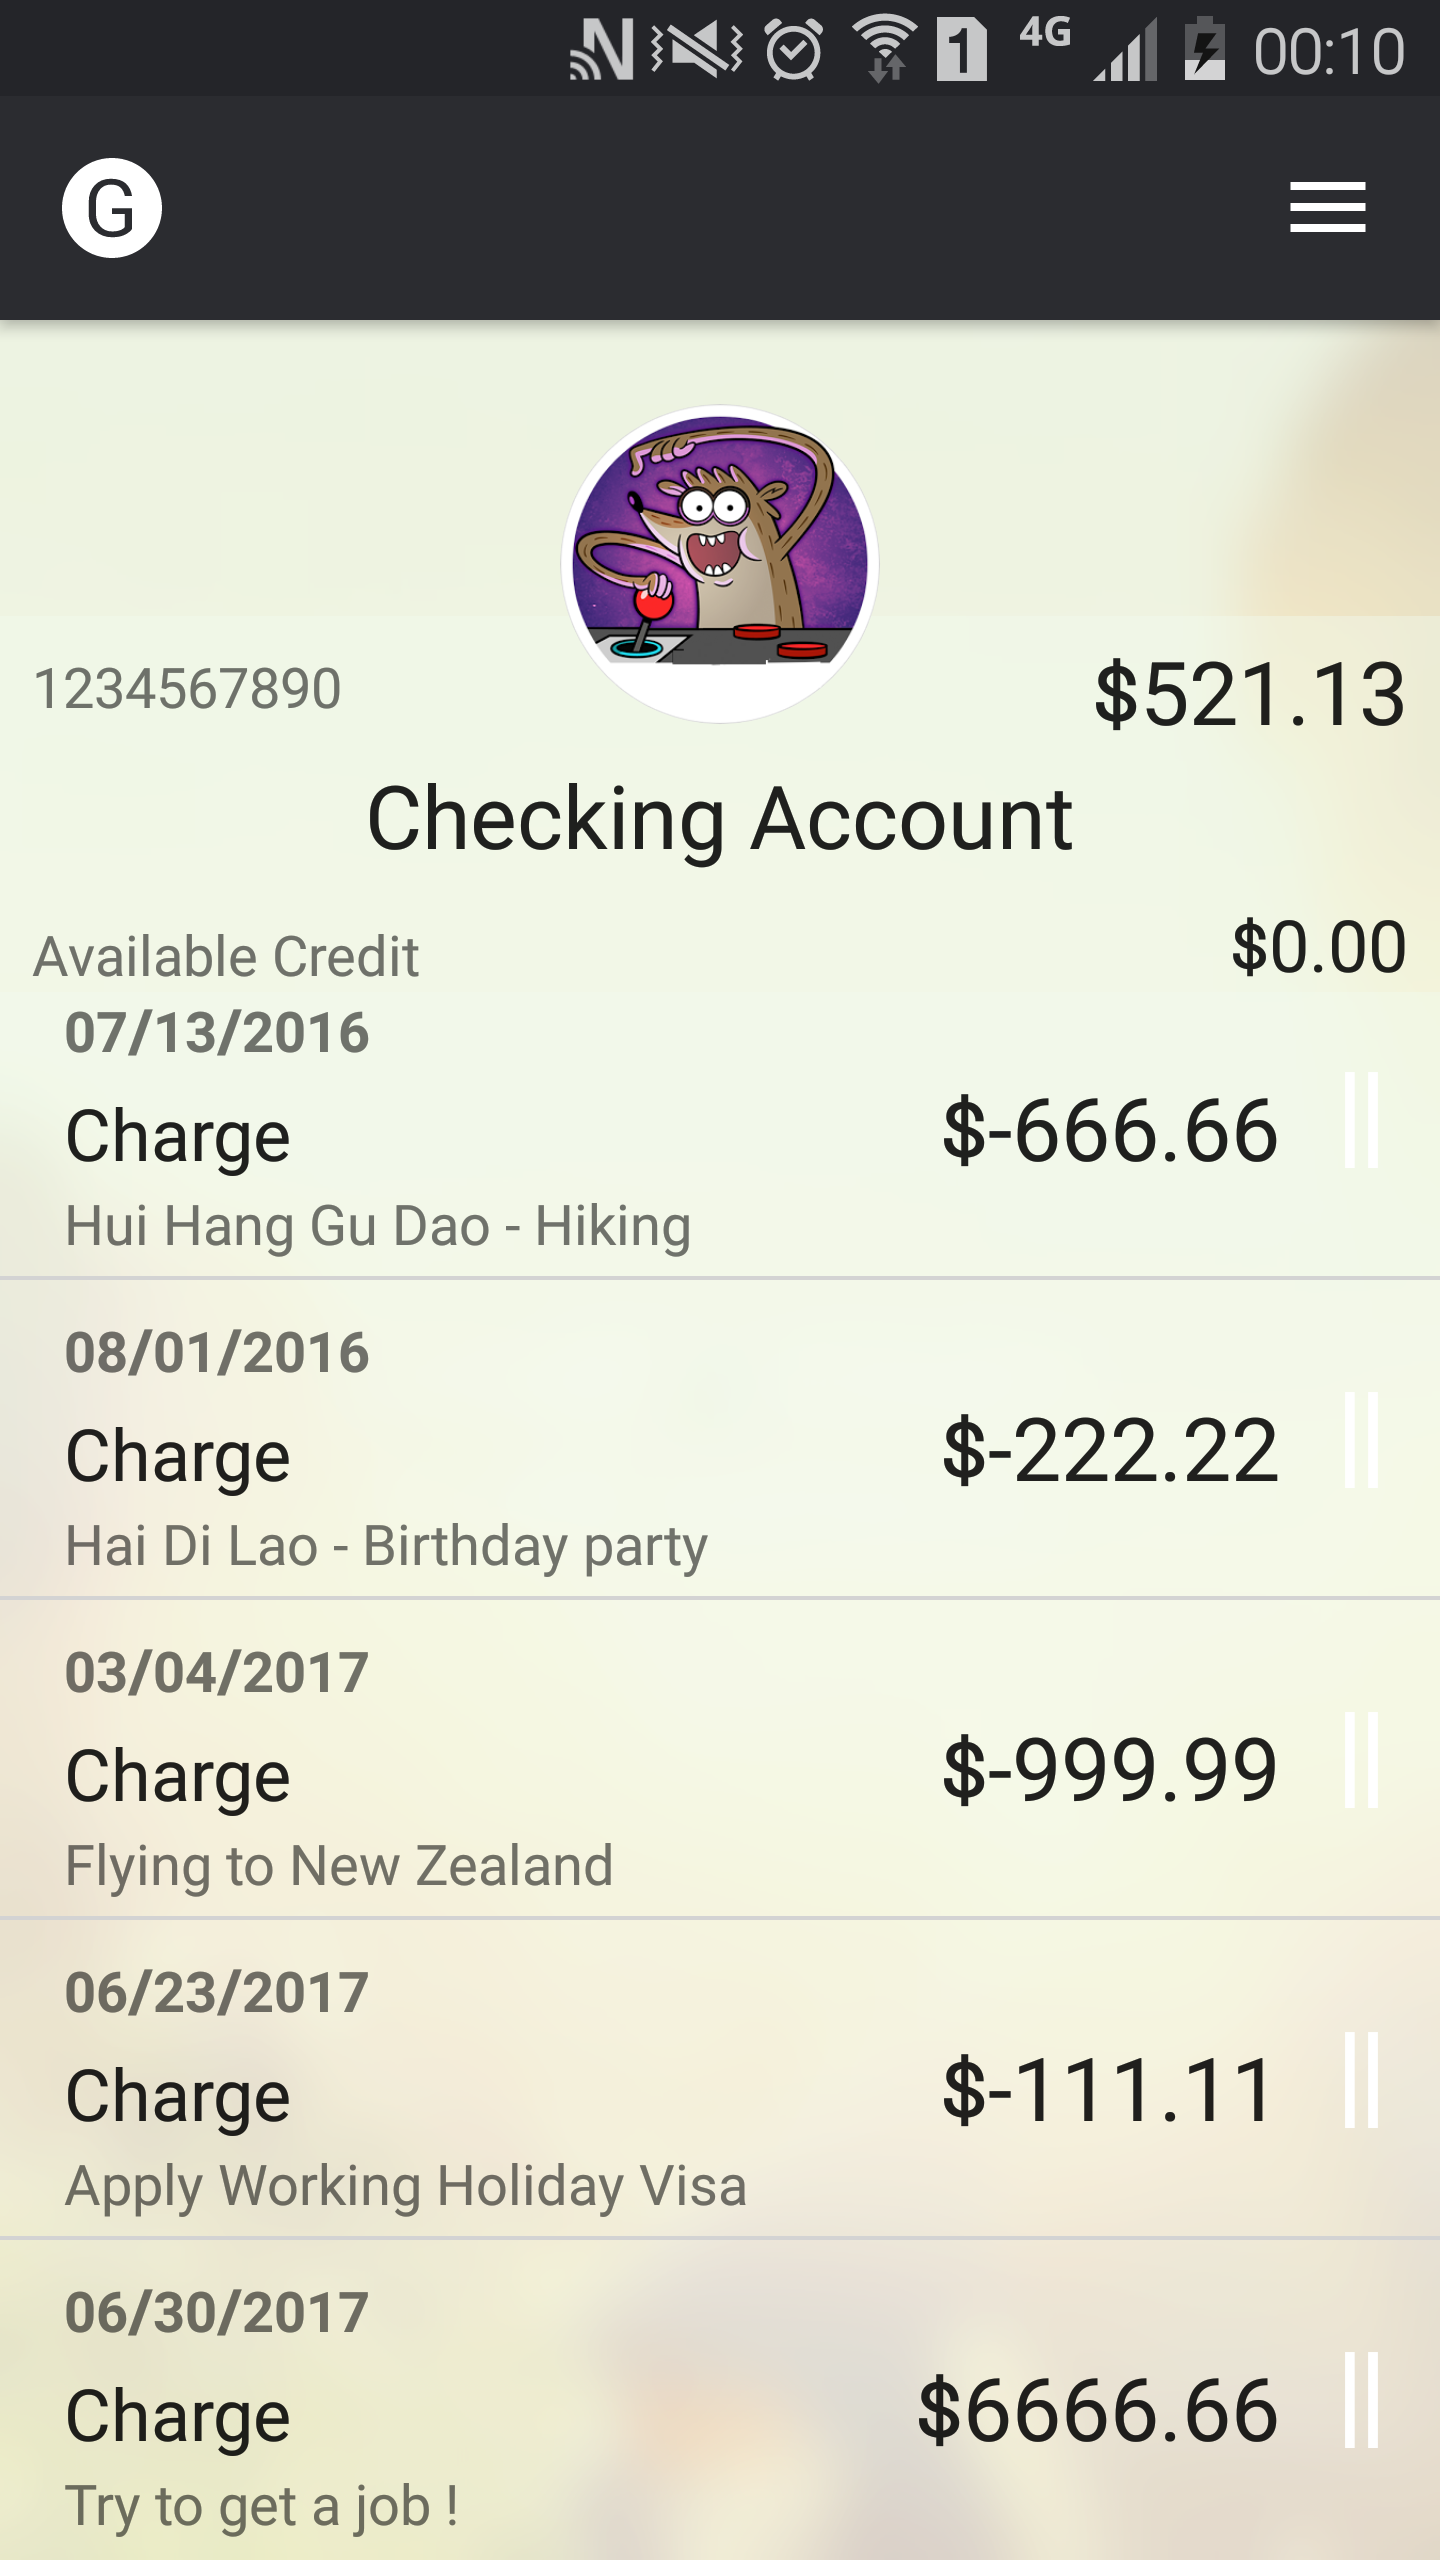 4G 00:10
G
1234567890
$521.13
Checking Account
Available Credit
$0.00
07/13/2016
Charge
$-666.66
Hui Hang Gu Dao - Hiking
08/01/2016
Charge
$-222.22
Hai Di Lao - Birthday party
03/04/2017
Charge
$-999.99
Flying to New Zealand
06/23/2017
Charge
$-111.11
Apply Working Holiday Visa
06/30/2017
Charge
$6666.66
Try to get a job !